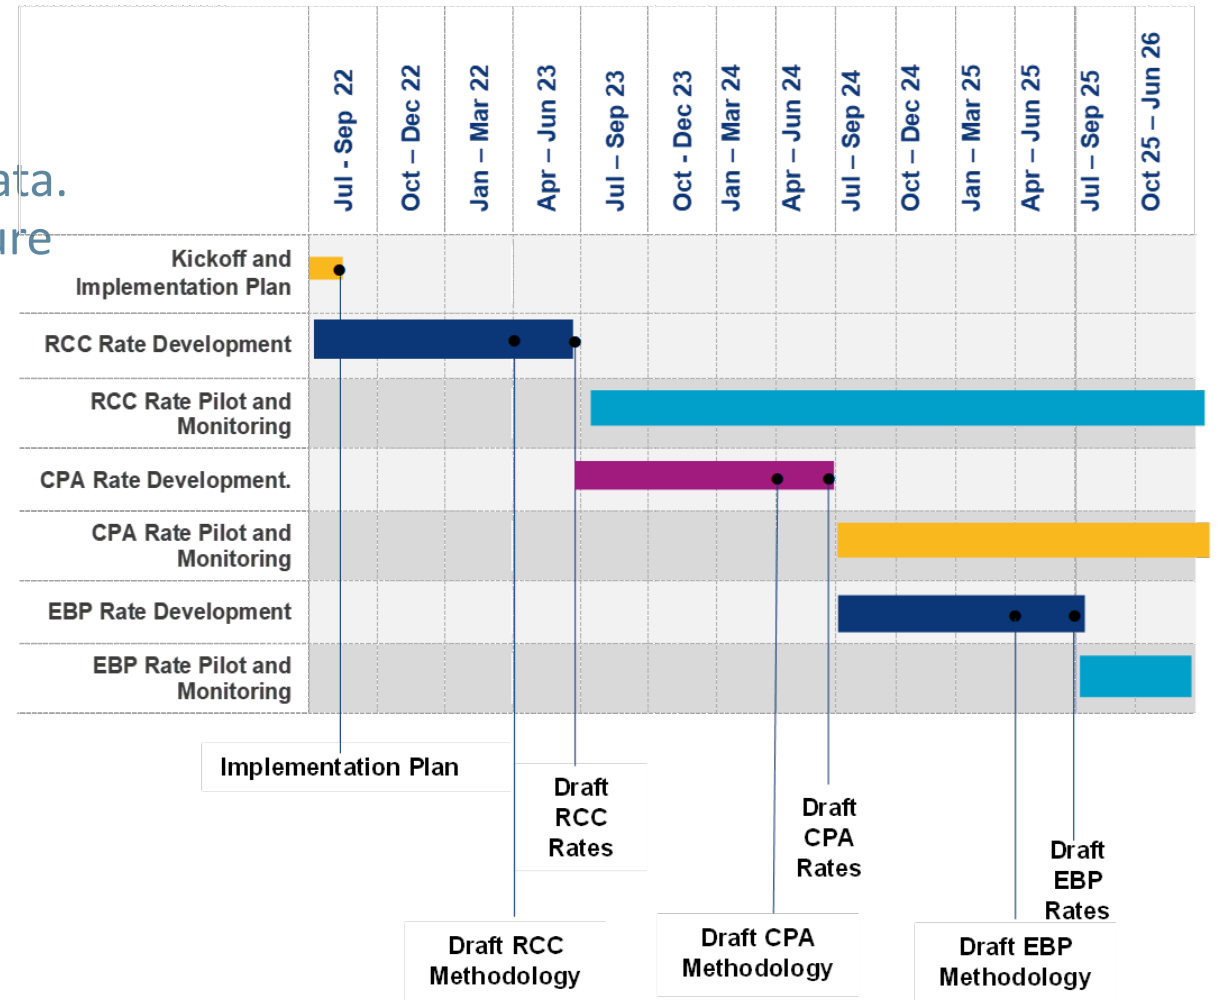 Jul - Sep 22
Oct – Dec 22
Jan – Mar 22
Apr – Jun 23
Jul – Sep 23
Oct - Dec 23
Jan – Mar 24
Apr – Jun 24
Jul – Sep 24
Oct – Dec 24
Jan – Mar 25
Apr – Jun 25
Jul – Sep 25
Oct 25 – Jun 26
ata.
ure
Kickoff and
Implementation Plan
RCC Rate Development
RCC Rate Pilot and
Monitoring
CPA Rate Development.
CPA Rate Pilot and
Monitoring
EBP Rate Development
EBP Rate Pilot and
Monitoring
Implementation Plan
Draft
RCC
Rates
Draft
CPA
Rates
Draft
EBP
Rates
Draft RCC
Methodology
Draft CPA
Methodology
Draft EBP
Methodology